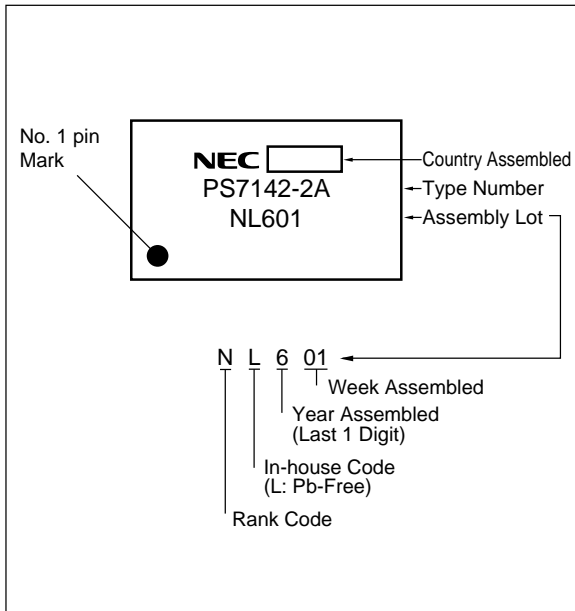 No. 1 pin
Mark
NEC
Country Assembled
PS7142-2A
Type Number
NL601
Assembly Lot
N L 6 01
Week Assembled
Year Assembled
(Last 1 Digit)
In-house Code
(L: Pb-Free)
Rank Code